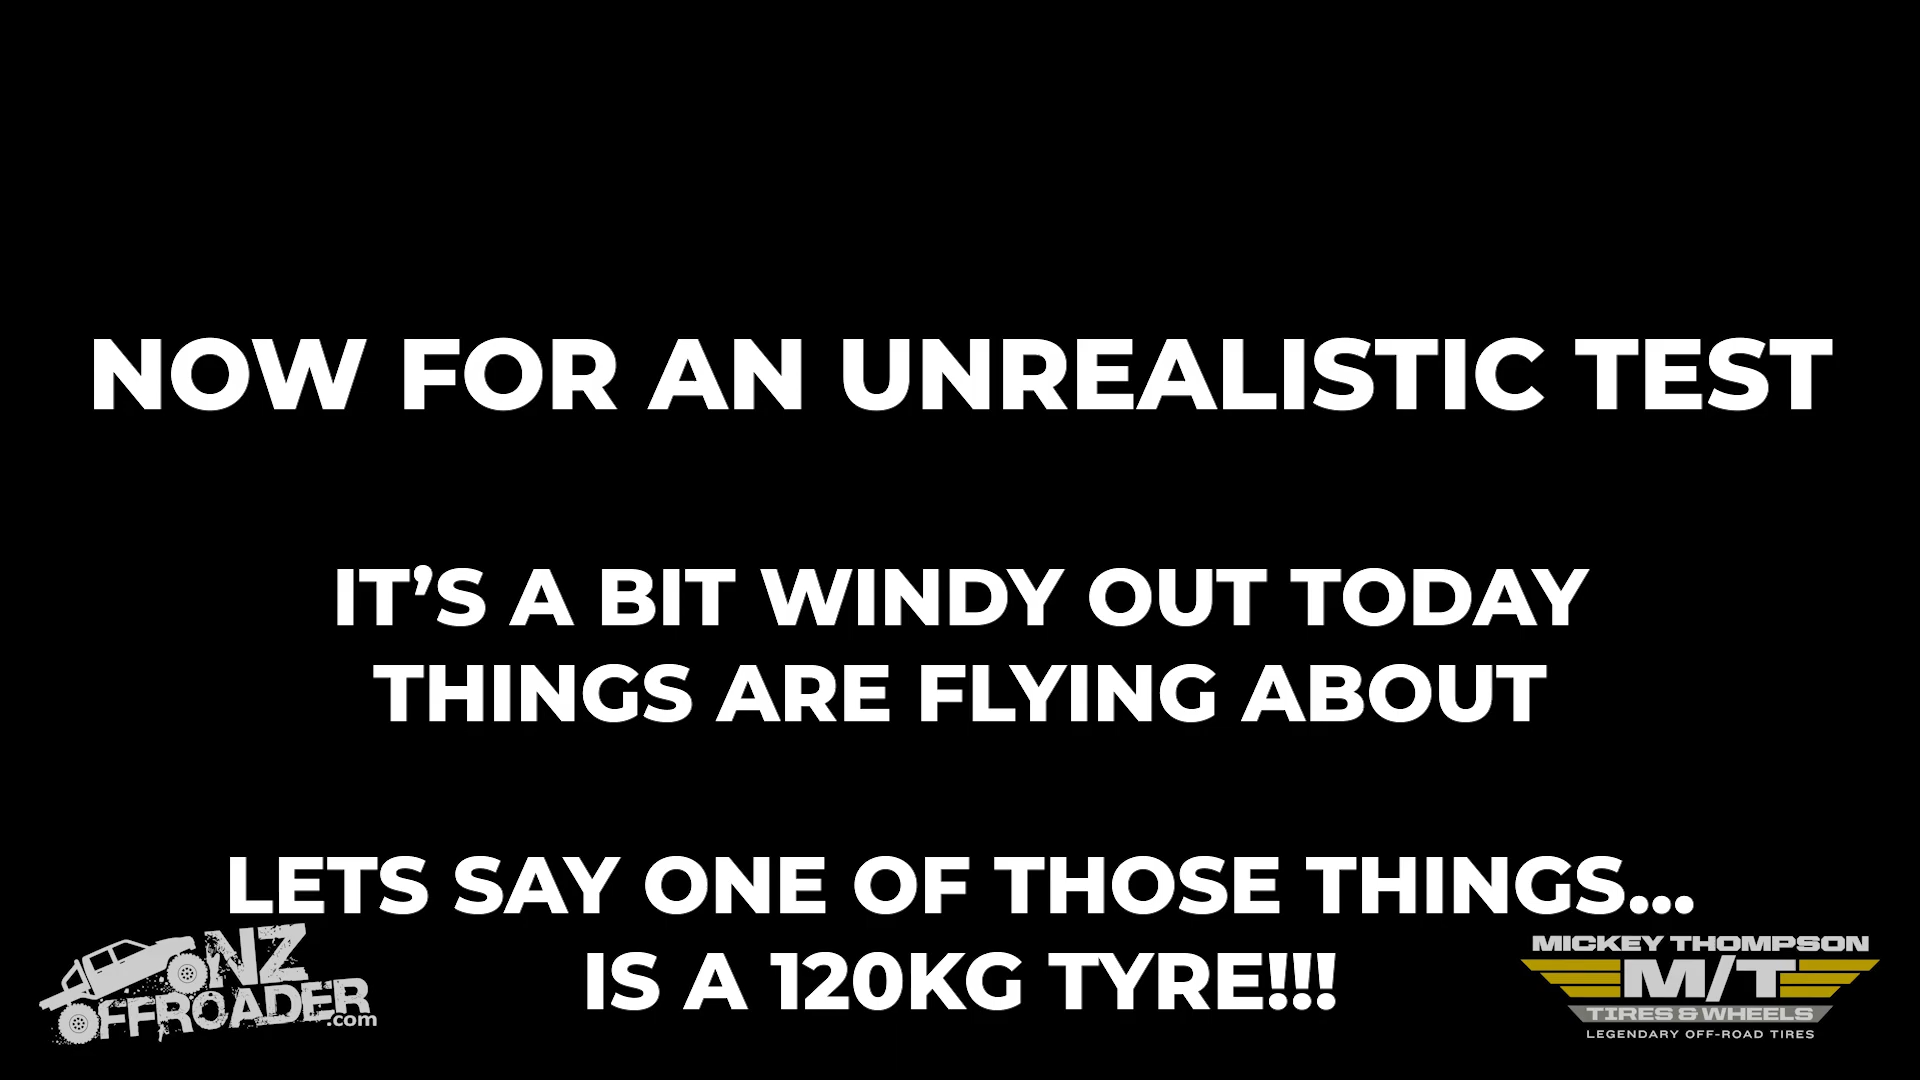 NOW FOR AN UNREALISTIC TEST
IT’S A BIT WINDY OUT TODAY
THINGS ARE FLYING ABOUT
LETS SAY ONE OF THOSE THINGS...
IS A 120KG TYRE!!!
NZ
OFFROADER
.com
MICKEY THOMPSON
M/T
TIRES & WHEELS
LEGENDARY OFF-ROAD TIRES